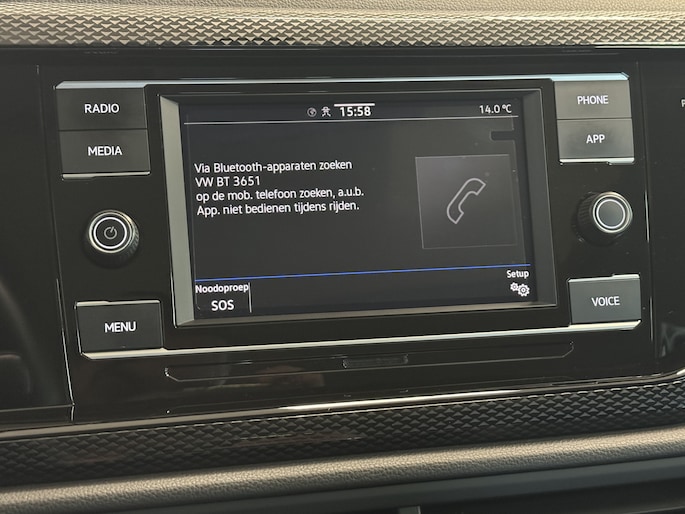 RADIO
MEDIA
MENU
15:58
14.0 °C
Via Bluetooth-apparaten zoeken
VW BT 3651
op de mob. telefoon zoeken, a.u.b.
App. niet bedienen tijdens rijden.
Noodoproep
SOS
Setup
PHONE
APP
VOICE